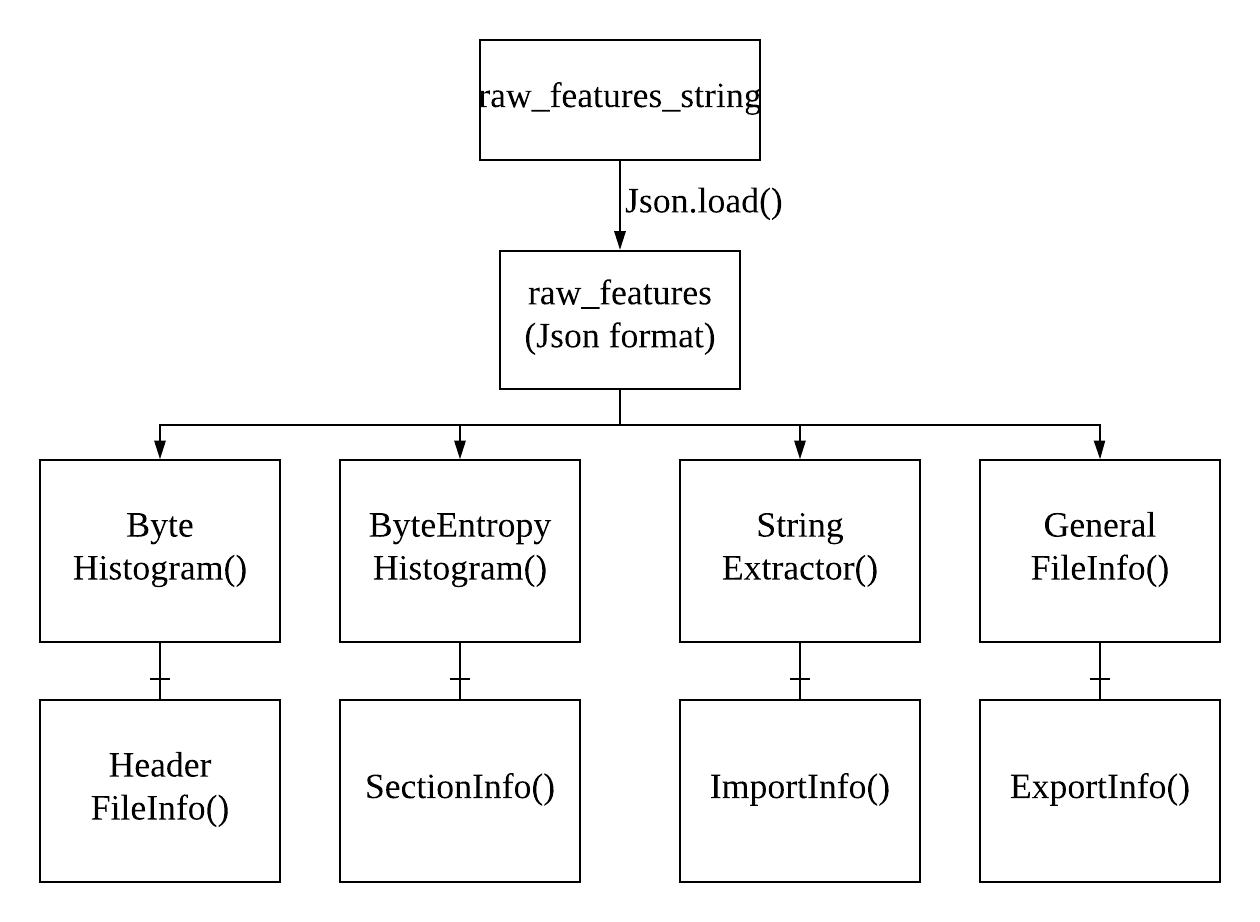 raw_features_string
Json.load()
raw_features
(Json format)
Byte
Histogram()
ByteEntropy
Histogram()
String
Extractor()
General
FileInfo()
Header
FileInfo()
SectionInfo()
ImportInfo()
ExportInfo()